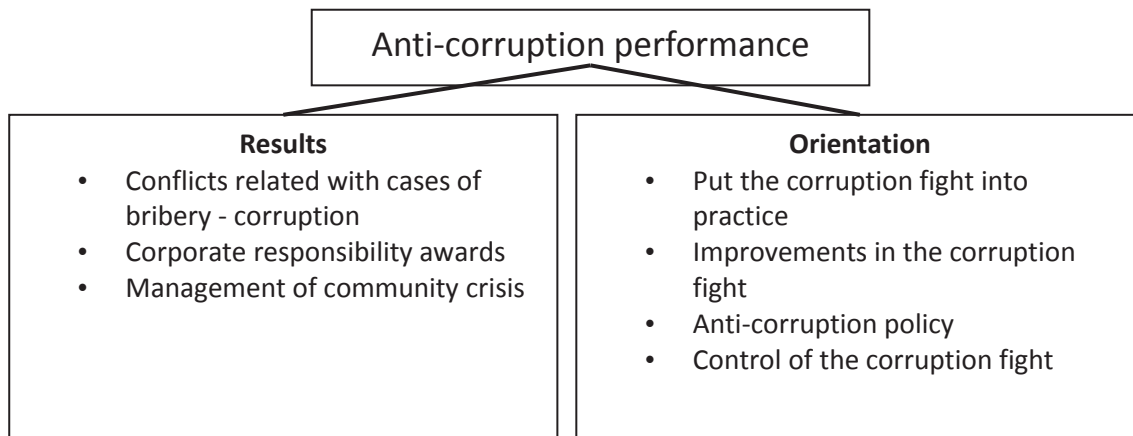 Anti-corruption performance
Results
• Conflicts related with cases of
bribery - corruption
• Corporate responsibility awards
• Management of community crisis
Orientation
• Put the corruption fight into
practice
• Improvements in the corruption
fight
• Anti-corruption policy
• Control of the corruption fight